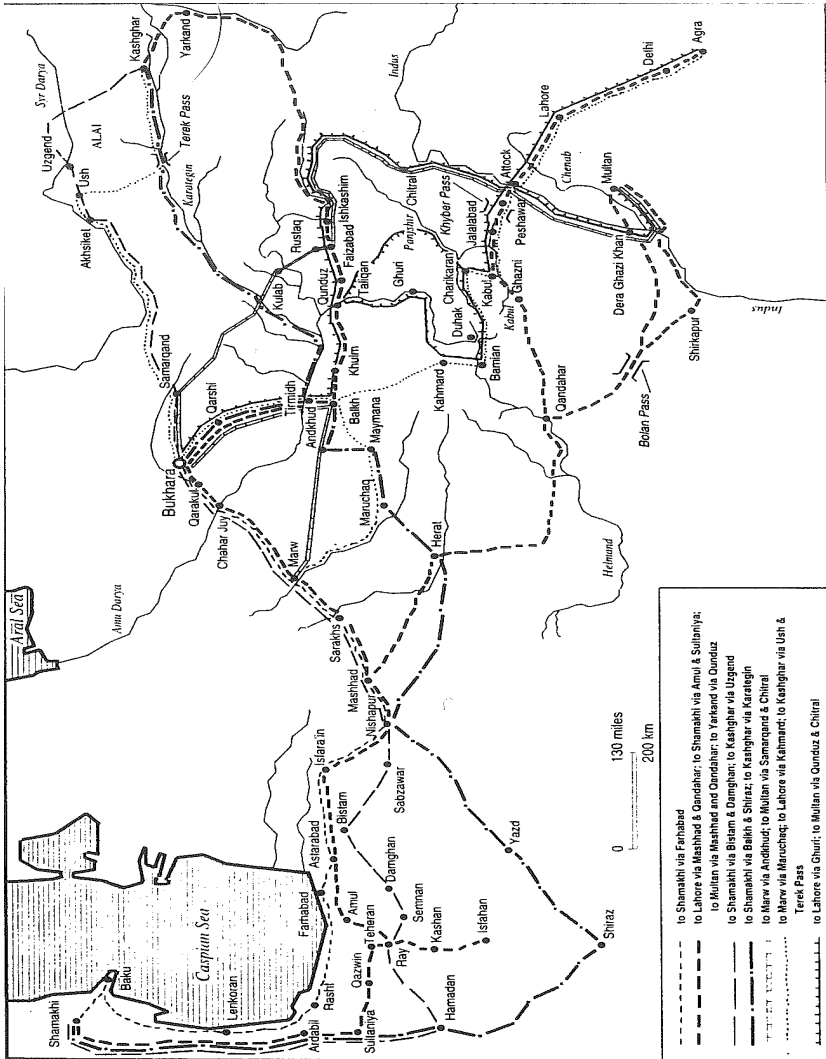 Aral Sea
Syr Darya
Uzgend
Kashghar
Yarkand
Ush
ALAI
Terek Pass
Akhsikel
Karategin
Samarqand
Bukhara
Qarshi
Qarakul
Kulab
Rustaq
Ishkashim
Faizabad
Qunduz
Taliqan
Tirmidh
Andkhud
Balkh
Khulm
Chahar Juy
Amu Darya
Marw
Maymana
Maruchaq
Kahmard
Ghuri
Duhak
Charikaran
Panjshir
Bamian
Chitral
Indus
Khyber Pass
Jalalabad
Attock
Peshawar
Kabul
Kabul
Ghazni
Lahore
Delhi
Agra
Chenab
Multan
Dera Ghazi Khan
Shirkapur
Indus
Bolan Pass
Qandahar
Helmund
Herat
Sarakhs
Mashhad
Nishapur
Isfara'in
Sabzawar
Bistam
Astarabad
Damghan
Semnan
Farhabad
Amul
Teheran
Ray
Kashan
Isfahan
Qazwin
Sultaniya
Hamadan
Rasht
Ardabil
Lenkoran
Baku
Shamakhi
Caspian Sea
Yazd
Shiraz
0 130 miles
200 km
to Shamakhi via Farhabad
to Lahore via Mashhad & Qandahar; to Shamakhi via Amul & Sultaniya;
to Multan via Mashhad and Qandahar; to Yarkand via Qunduz
to Shamakhi via Bistam & Damghan; to Kashghar via Uzgend
to Shamakhi via Balkh & Shiraz; to Kashghar via Karategin
to Marw via Andkhud; to Multan via Samarqand & Chitral
to Marw via Maruchaq; to Lahore via Kahmard; to Kashghar via Ush &
Terek Pass
to Lahore via Ghuri; to Multan via Qunduz & Chitral